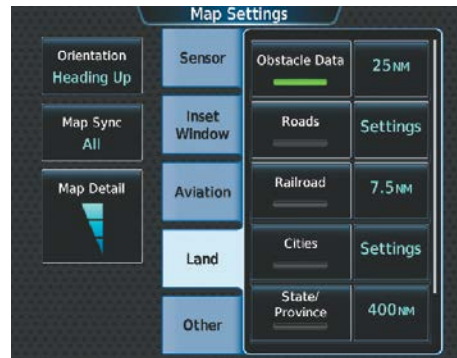 Map Settings
Orientation
Heading Up
Map Sync
All
Map Detail
Sensor
Inset
Window
Aviation
Land
Other
Obstacle Data
25NM
Roads
Settings
Railroad
7.5NM
Cities
Settings
State/
Province
400NM